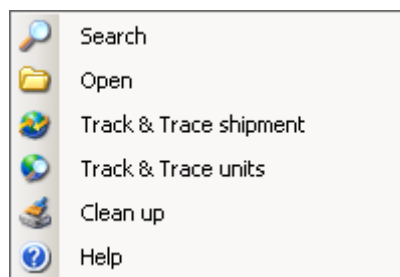 Search
Open
Track & Trace shipment
Track & Trace units
Clean up
Help